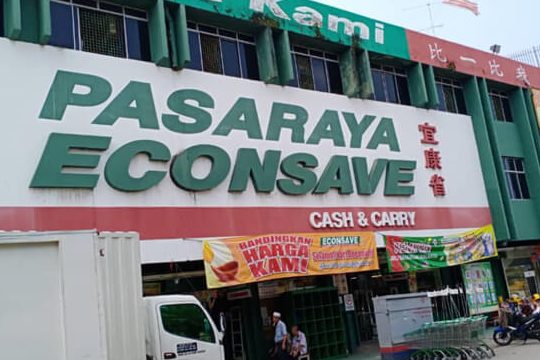 Kami
比一比我
PASARAYA
ECONSAVE
宜康省
CASH & CARRY
BANDINGKAN
HARGA
KAMI
ECONSAVE